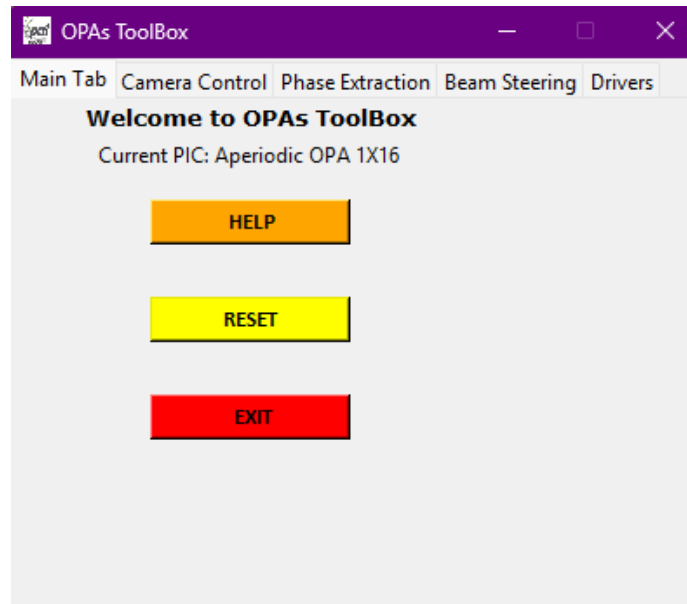 OPAs ToolBox
Main Tab Camera Control Phase Extraction Beam Steering Drivers
Welcome to OPAs ToolBox
Current PIC: Aperiodic OPA 1X16
HELP
RESET
EXIT